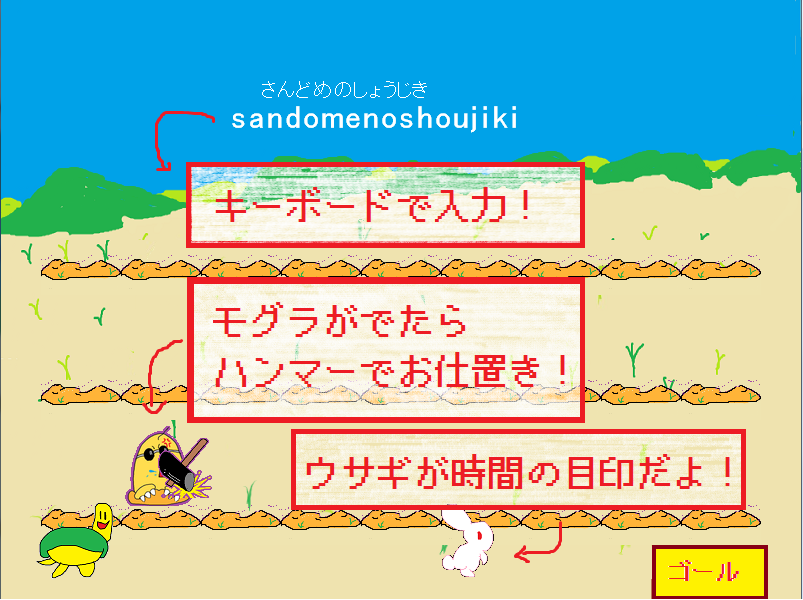 さんどめのしょうじき
sandomenoshoujiki
キーボードで入力！
モグラがでたら
ハンマーでお仕置き！
ウサギが時間の目印だよ！
ゴール